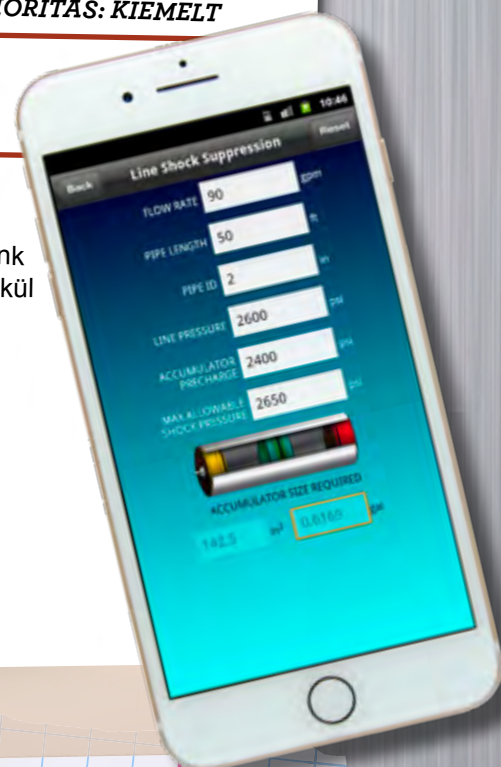 ORITÁS: KIEMELT
nk
kül
10:46
Back
Line Shock Suppression
Reset
FLOW RATE 90 gpm
PIPE LENGTH 50 ft
PIPE ID 2 in
LINE PRESSURE 2600 psi
ACCUMULATOR PRECHARGE 2400 psi
MAX ALLOWABLE SHOCK PRESSURE 2650 psi
ACCUMULATOR SIZE REQUIRED
142.5 in³ 0.6169 gal